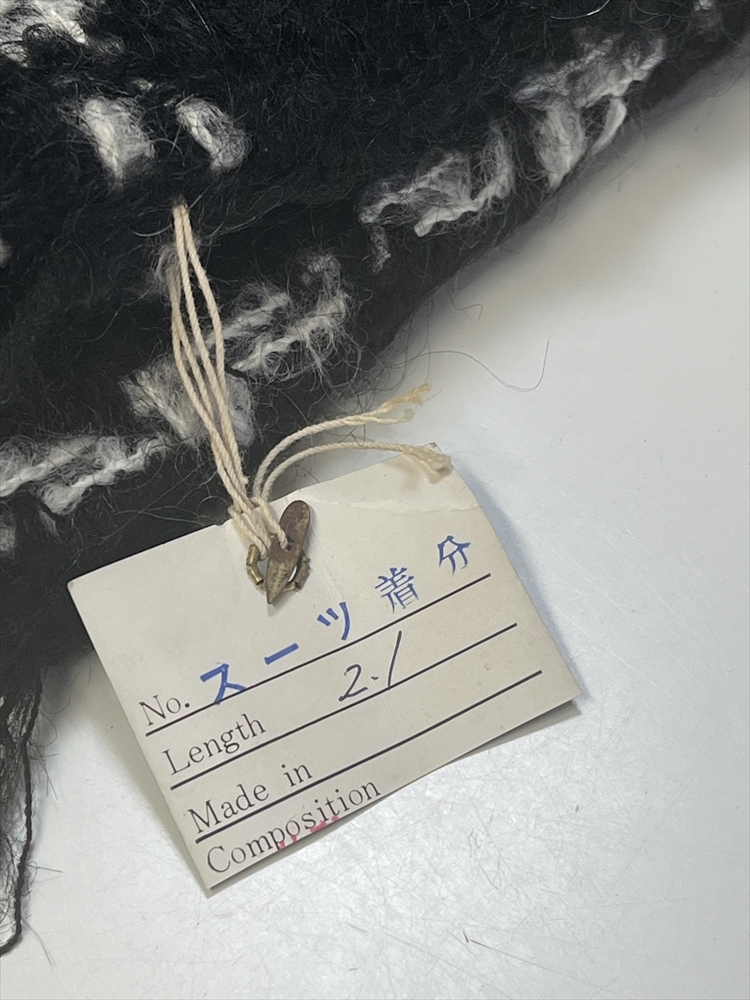 No. スーツ着分
Length 2.1
Made in
Composition